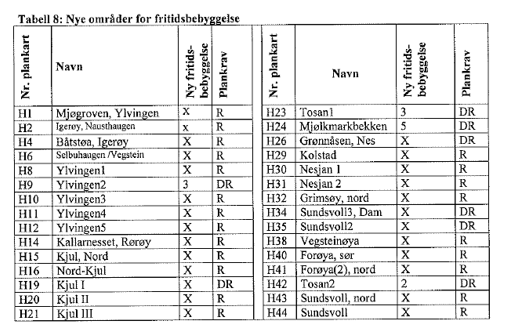 Tabell 8: Nye områder for fritidsbebyggelse
Nr. plankart Navn Ny fritids-bebyggelse Plankrav
H1 Mjøgroven, Ylvingen X R
H2 Igerøy, Nausthaugen x R
H4 Båtstøa, Igerøy X R
H6 Selbuhaugen /Vegstein X R
H8 Ylvingen1 X R
H9 Ylvingen2 3 DR
H10 Ylvingen3 X R
H11 Ylvingen4 X R
H12 Ylvingen5 X R
H14 Kallarnesset, Rørøy X R
H15 Kjul, Nord X R
H16 Nord-Kjul X R
H19 Kjul I X DR
H20 Kjul II X R
H21 Kjul III X R
Nr. plankart Navn Ny fritids-bebyggelse Plankrav
H23 Tosan1 3 DR
H24 Mjølkmarkbekken 5 DR
H26 Grønnåsen, Nes X DR
H29 Kolstad X R
H30 Nesjan 1 X R
H31 Nesjan 2 X R
H32 Grimsøy, nord X R
H34 Sundsvoll3, Dam X DR
H35 Sundsvoll2 X DR
H38 Vegsteinøya X R
H40 Forøya, sør X R
H41 Forøya(2), nord X R
H42 Tosan2 2 DR
H43 Sundsvoll, nord X R
H44 Sundsvoll X R